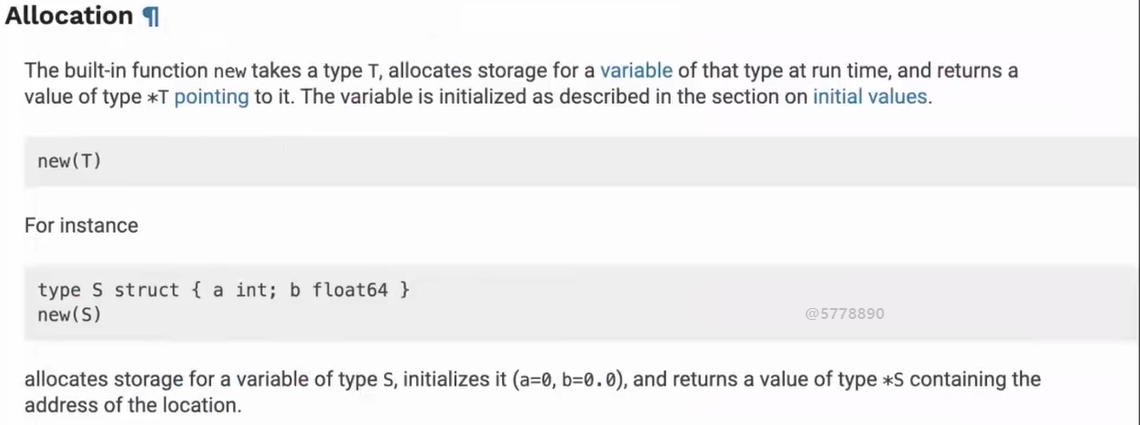 Allocation ¶
The built-in function new takes a type T, allocates storage for a variable of that type at run time, and returns a
value of type *T pointing to it. The variable is initialized as described in the section on initial values.
new(T)
For instance
type S struct { a int; b float64 }
new(S)
@5778890
allocates storage for a variable of type S, initializes it (a=0, b=0.0), and returns a value of type *S containing the
address of the location.